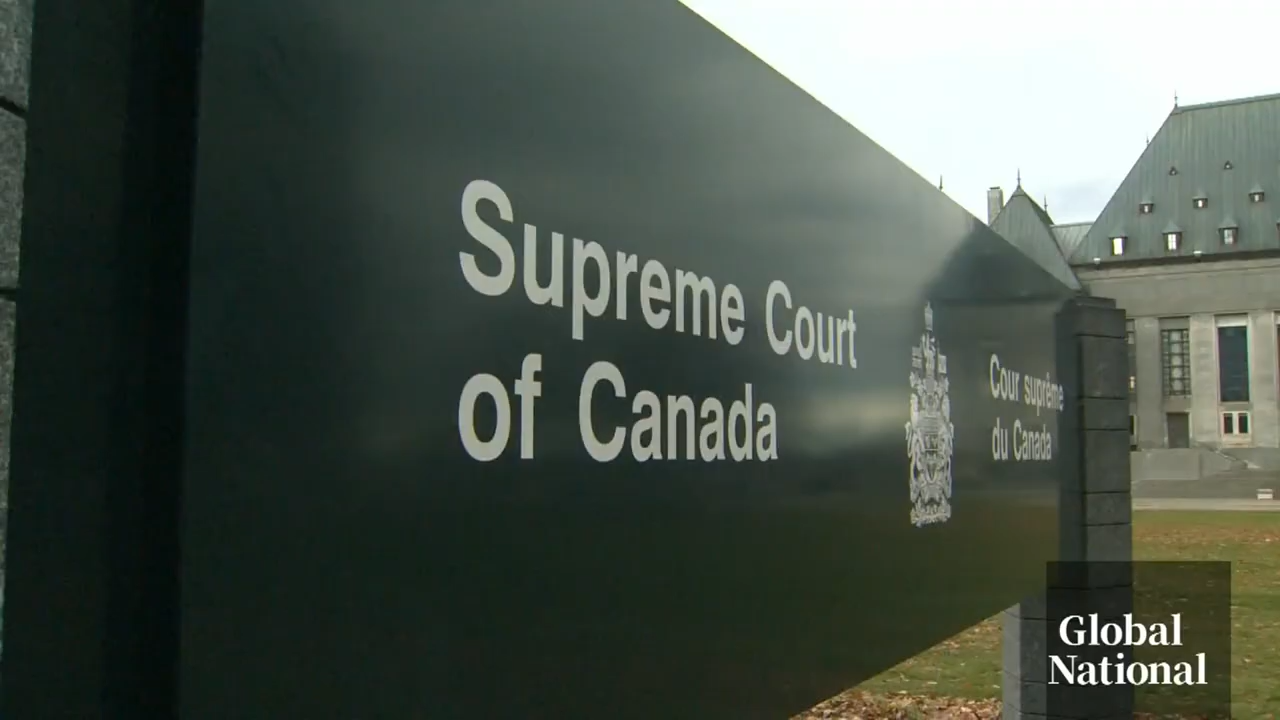 Supreme Court
of Canada
Cour suprême
du Canada
Global
National